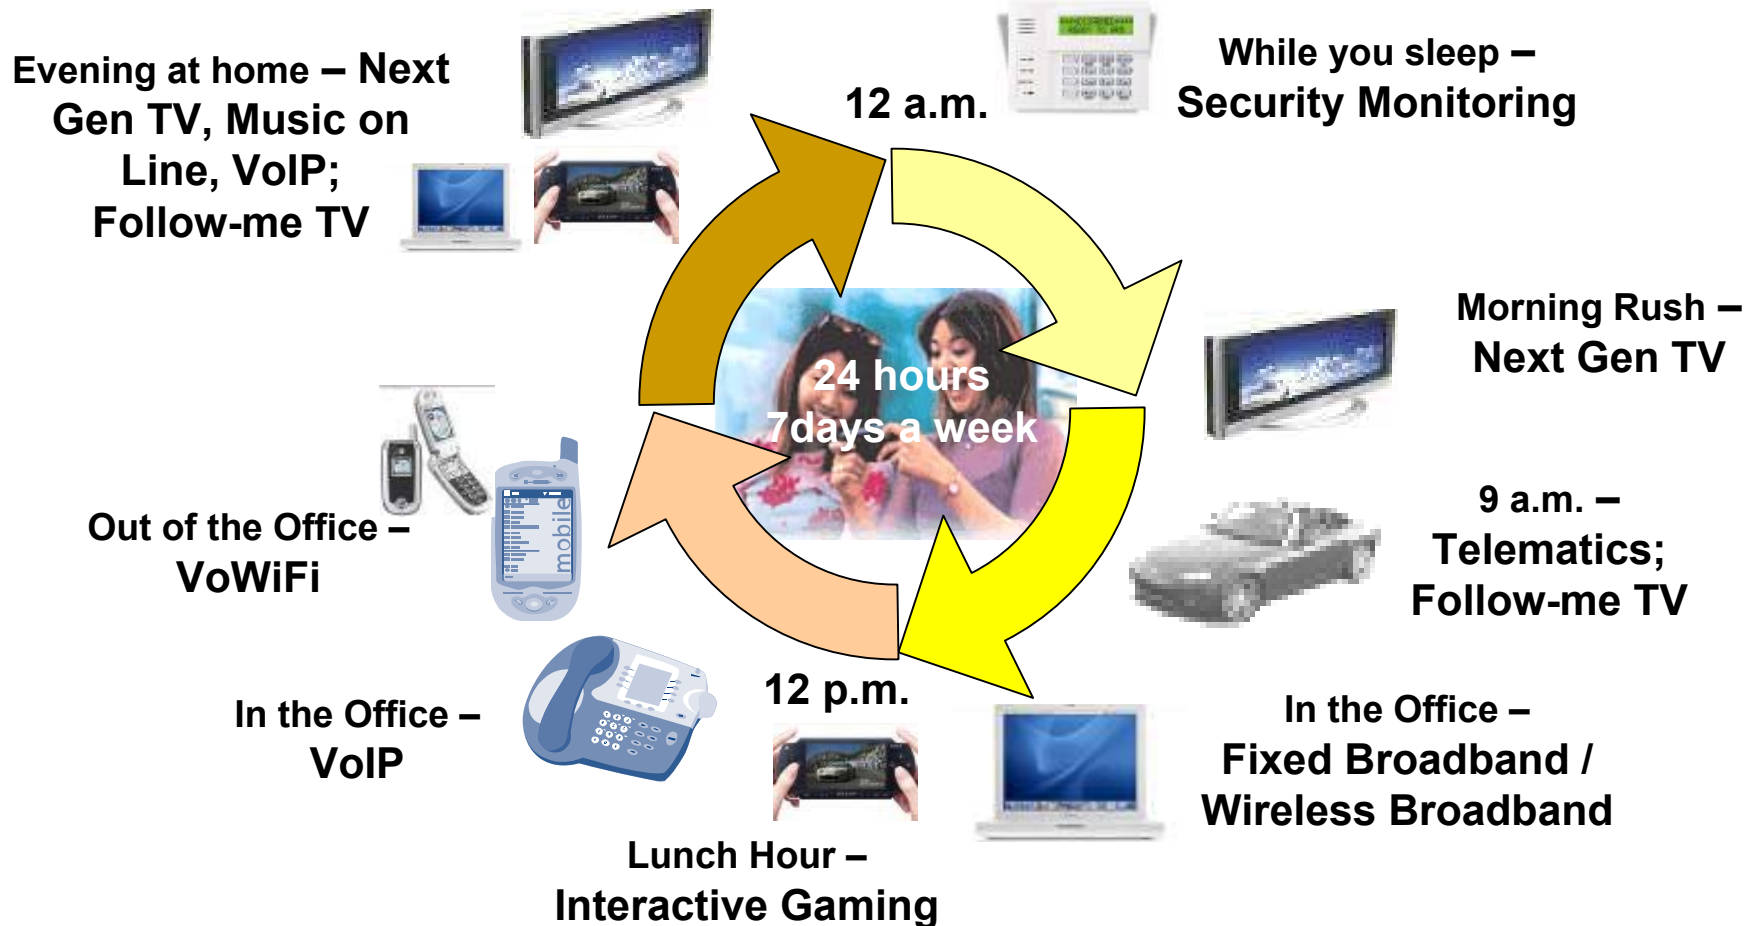 12 a.m.
While you sleep –
Security Monitoring
Morning Rush –
Next Gen TV
9 a.m. –
Telematics;
Follow-me TV
In the Office –
Fixed Broadband /
Wireless Broadband
12 p.m.
Lunch Hour –
Interactive Gaming
In the Office –
VoIP
Out of the Office –
VoWiFi
mobile
Evening at home – Next
Gen TV, Music on
Line, VoIP;
Follow-me TV
24 hours
7days a week